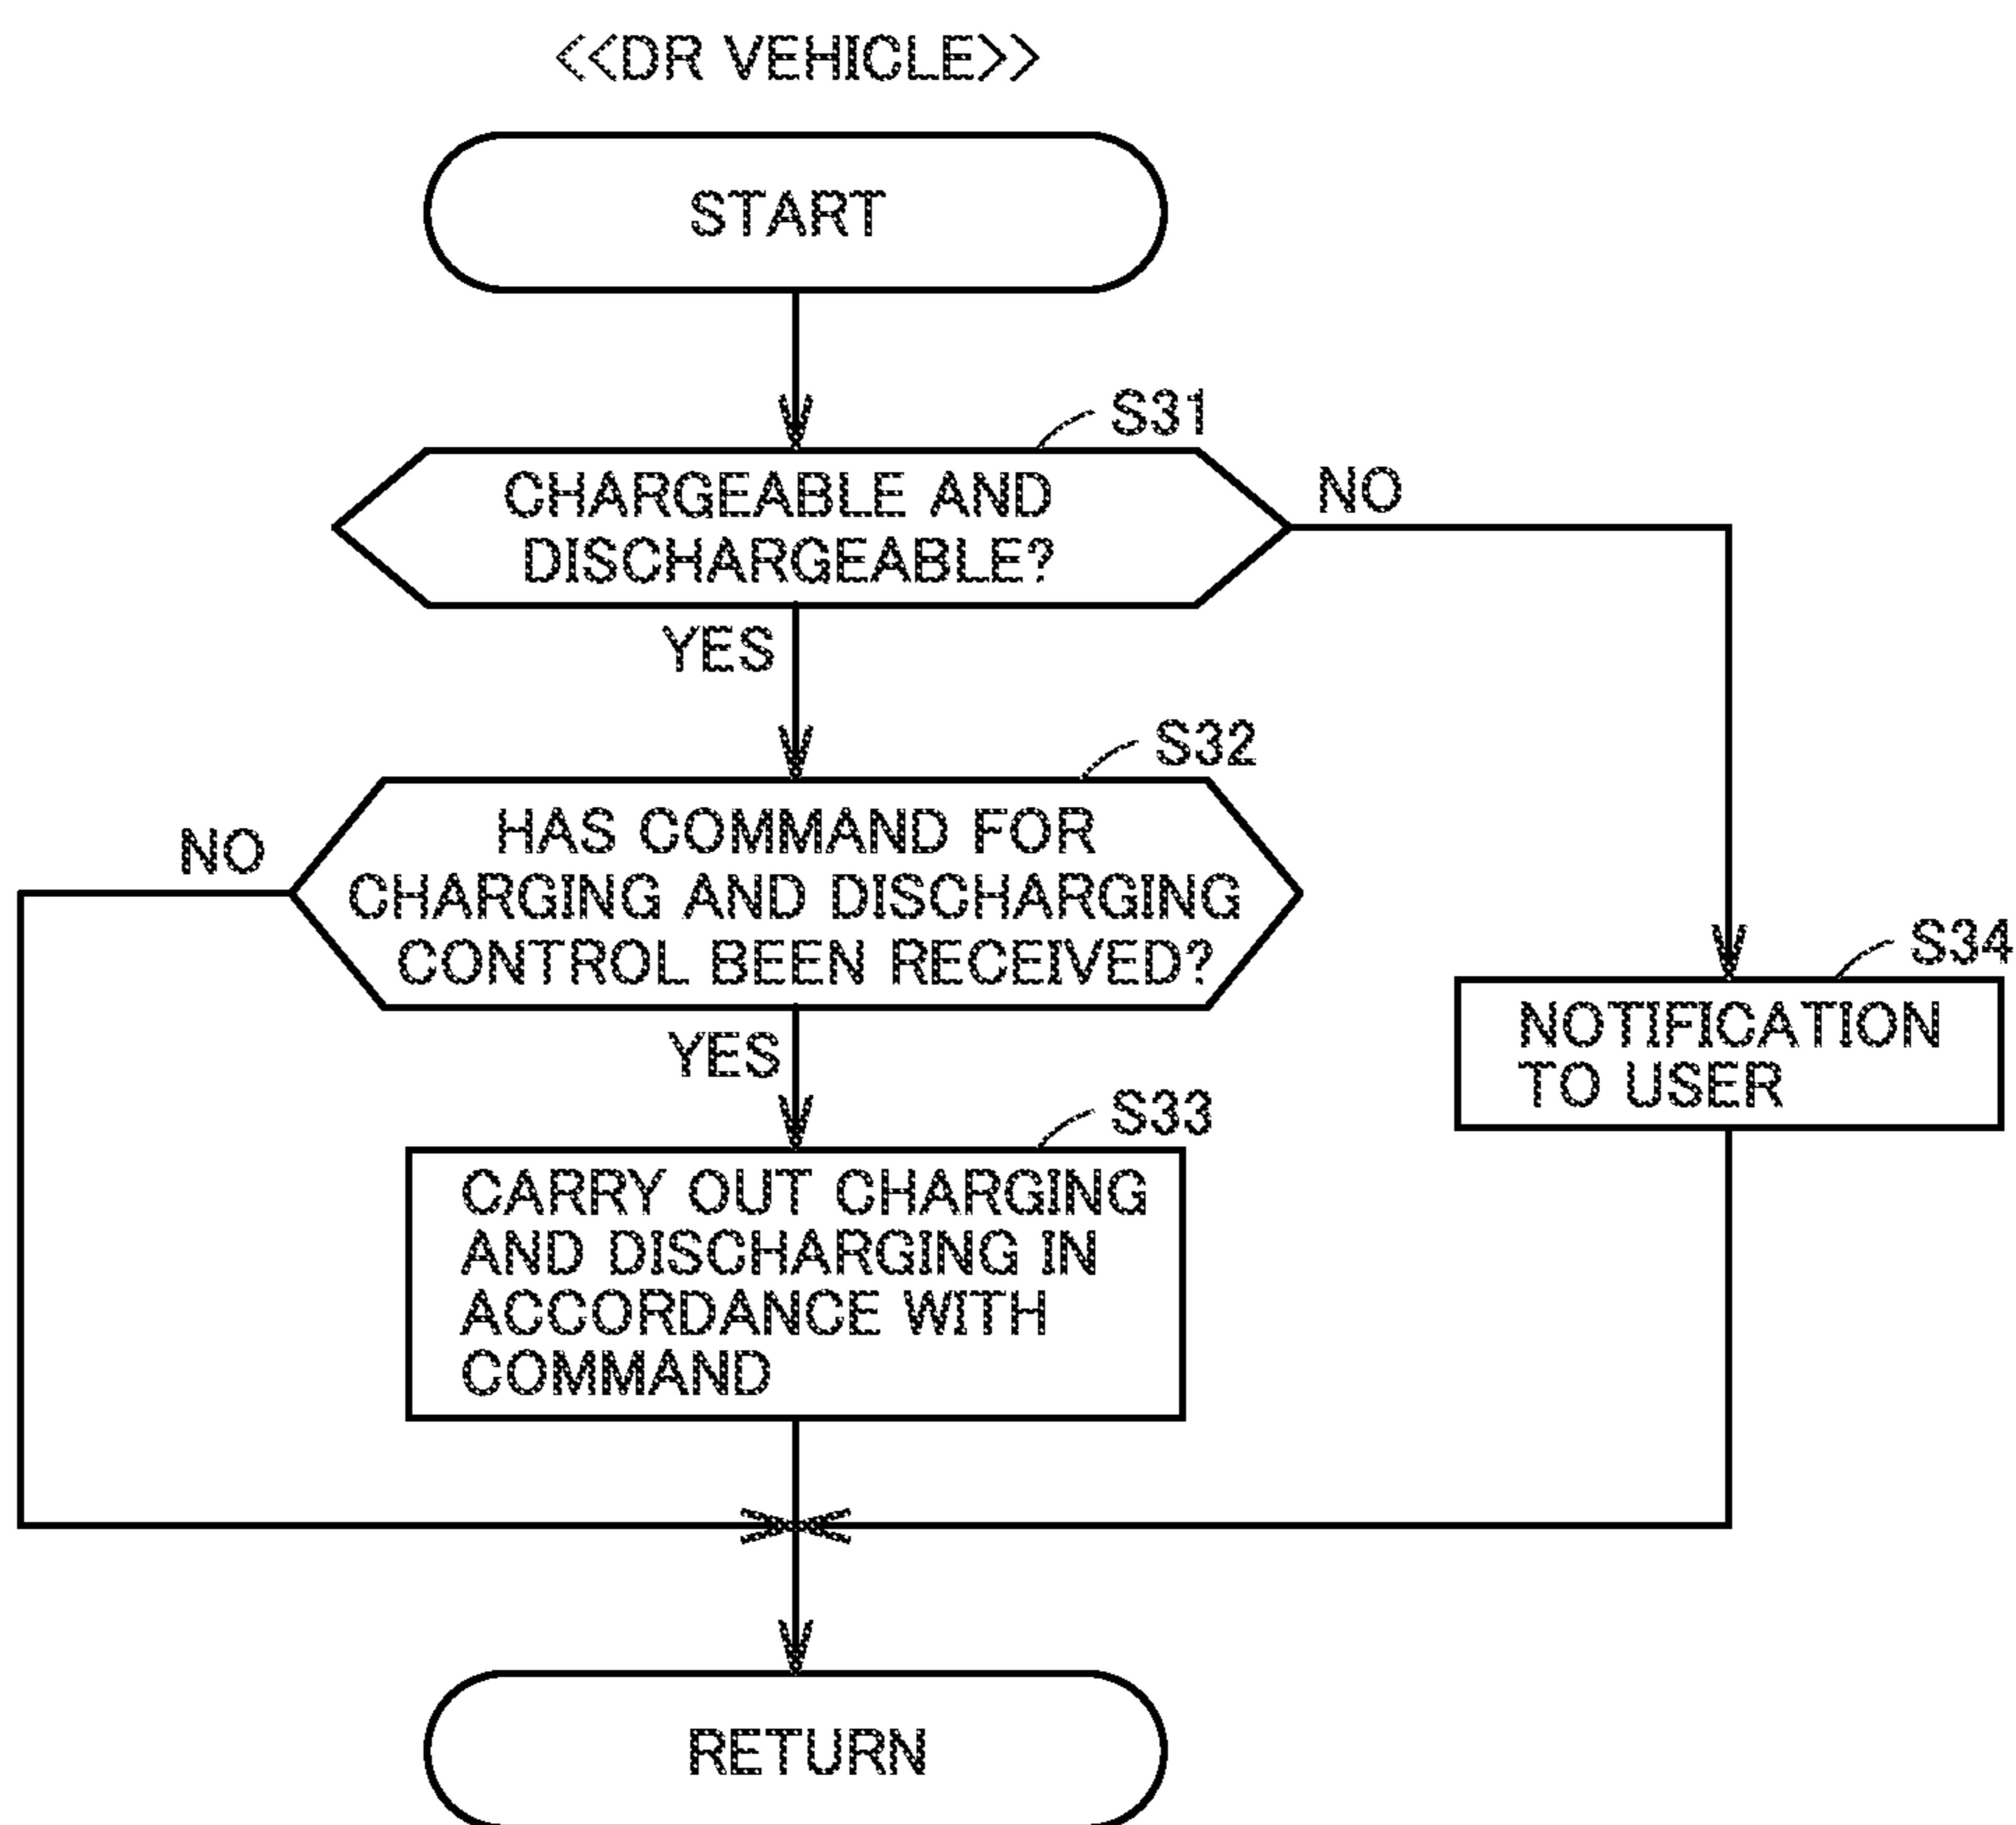 <<DR VEHICLE>>
START
S31
CHARGEABLE AND
DISCHARGEABLE?
NO
YES
S32
HAS COMMAND FOR
CHARGING AND DISCHARGING
CONTROL BEEN RECEIVED?
NO
YES
S34
NOTIFICATION
TO USER
S33
CARRY OUT CHARGING
AND DISCHARGING IN
ACCORDANCE WITH
COMMAND
RETURN